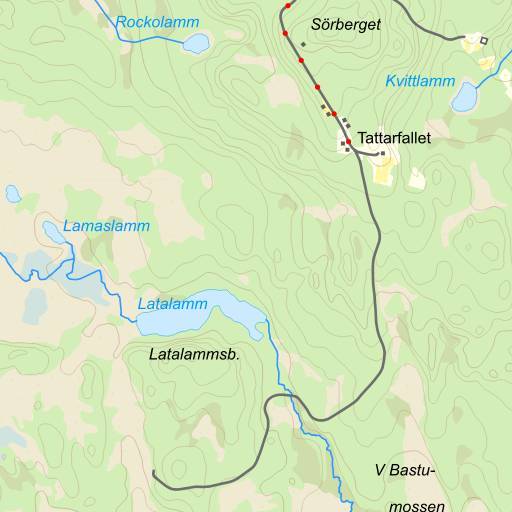 Rockolamm
Sörberget
Kvittlamm
Tattarfallet
Lamaslamm
Latalamm
Latalammsb.
V Bastu-
mossen